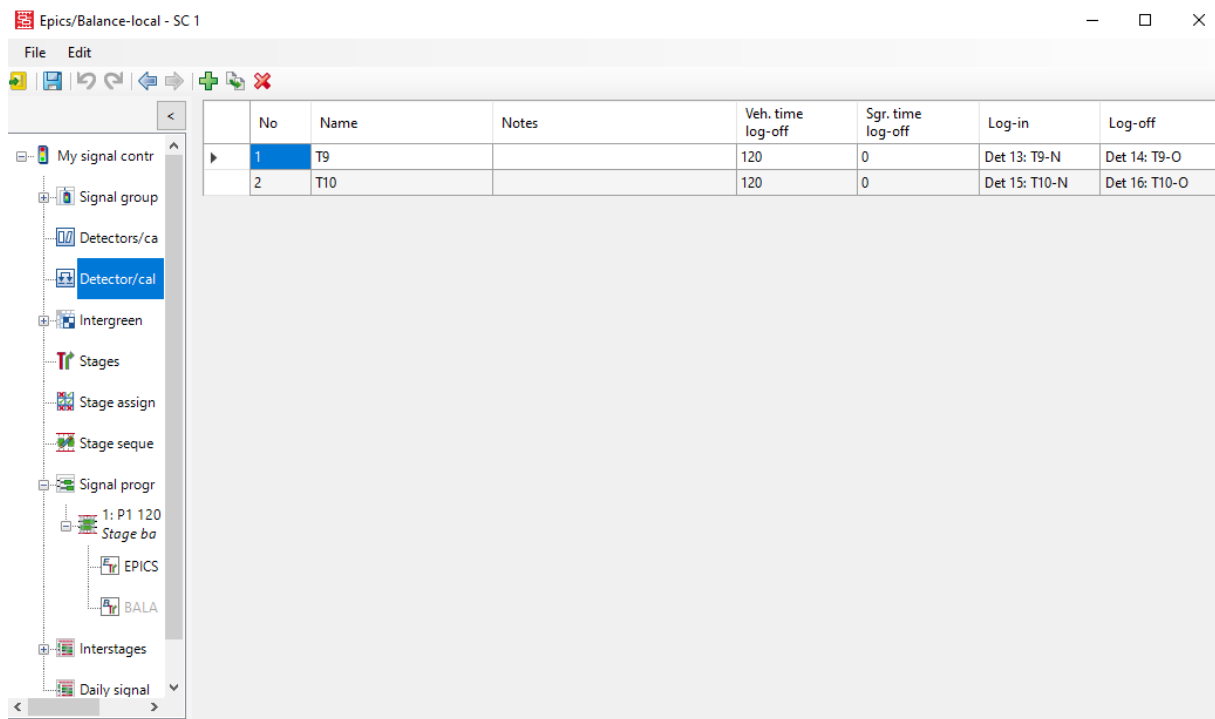 Epics/Balance-local - SC 1
File Edit
<
No Name Notes Veh. time log-off Sgr. time log-off Log-in Log-off
1 T9 120 0 Det 13: T9-N Det 14: T9-O
2 T10 120 0 Det 15: T10-N Det 16: T10-O
My signal contr
Signal group
Detectors/ca
Detector/cal
Intergreen
Stages
Stage assign
Stage seque
Signal progr
1: P1 120
Stage ba
EPICS
BALA
Interstages
Daily signal